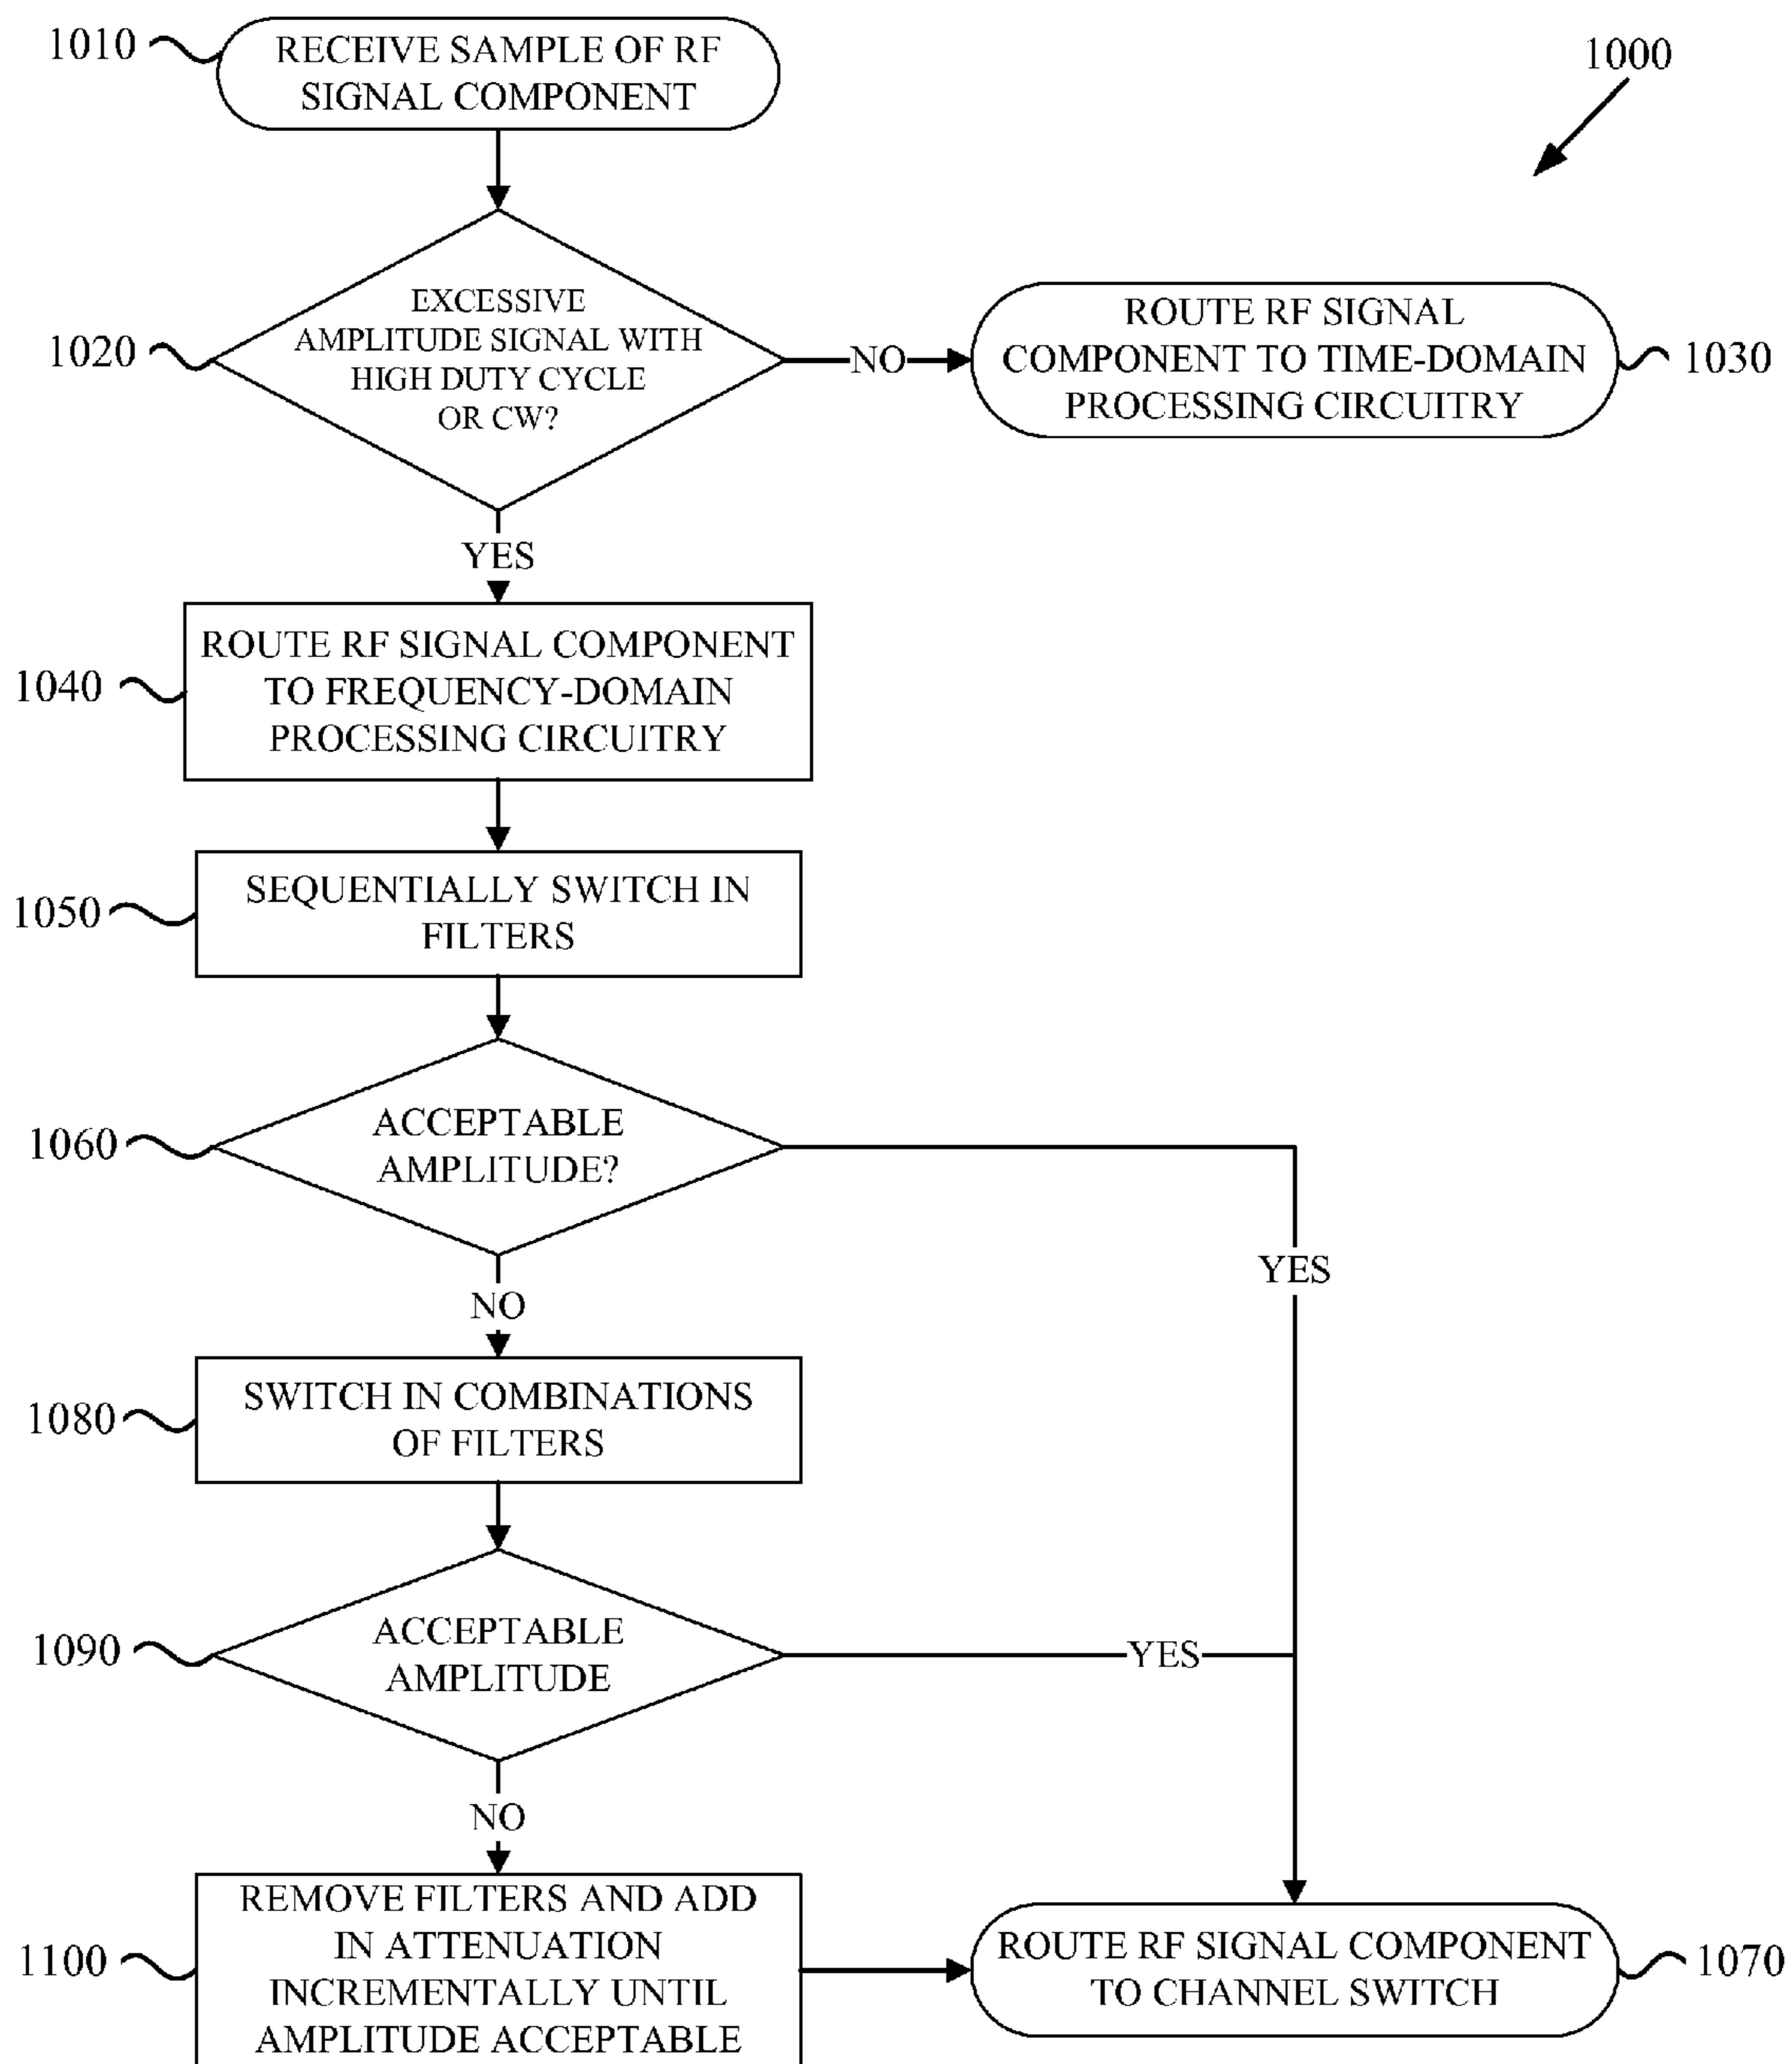 1010
RECEIVE SAMPLE OF RF
SIGNAL COMPONENT
1000
1020
EXCESSIVE
AMPLITUDE SIGNAL WITH
HIGH DUTY CYCLE
OR CW?
NO
ROUTE RF SIGNAL
COMPONENT TO TIME-DOMAIN
PROCESSING CIRCUITRY
1030
YES
1040
ROUTE RF SIGNAL COMPONENT
TO FREQUENCY-DOMAIN
PROCESSING CIRCUITRY
1050
SEQUENTIALLY SWITCH IN
FILTERS
1060
ACCEPTABLE
AMPLITUDE?
YES
NO
1080
SWITCH IN COMBINATIONS
OF FILTERS
1090
ACCEPTABLE
AMPLITUDE
YES
NO
1100
REMOVE FILTERS AND ADD
IN ATTENUATION
INCREMENTALLY UNTIL
AMPLITUDE ACCEPTABLE
ROUTE RF SIGNAL COMPONENT
TO CHANNEL SWITCH
1070